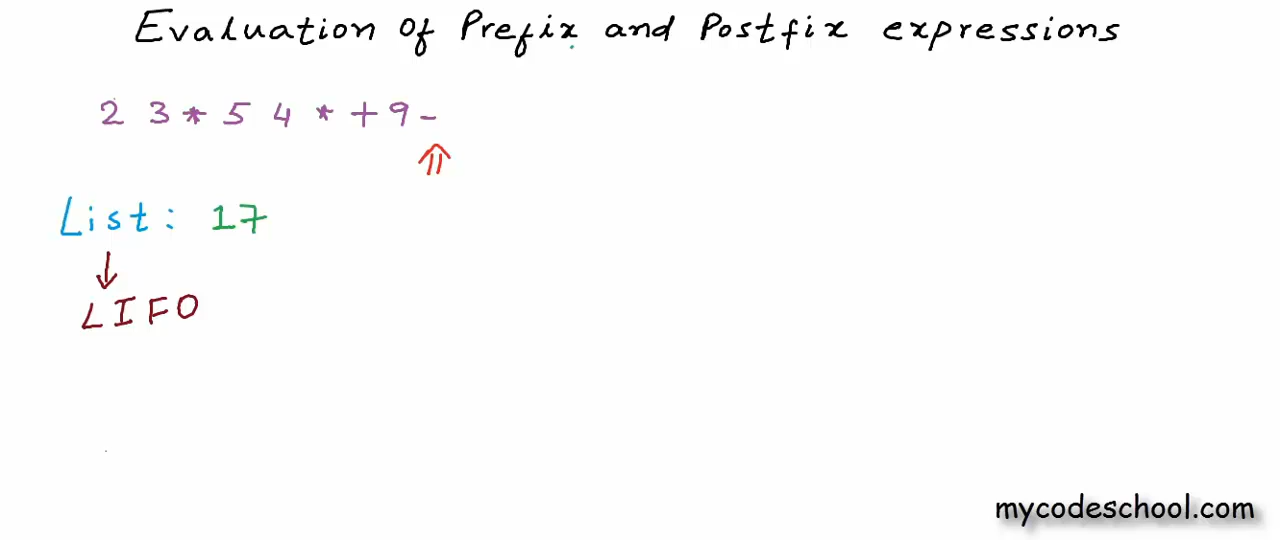 Evaluation of Prefix and Postfix expressions
2 3 * 5 4 * + 9 -
List: 17
LIFO
mycodeschool.com